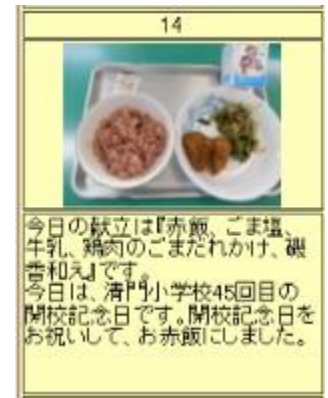 14
今日の献立は『赤飯、ごま塩、
牛乳、鶏肉のごまだれかけ、磯
香和え』です。
今日は、清門小学校45回目の
開校記念日です。開校記念日を
お祝いして、お赤飯にしました。